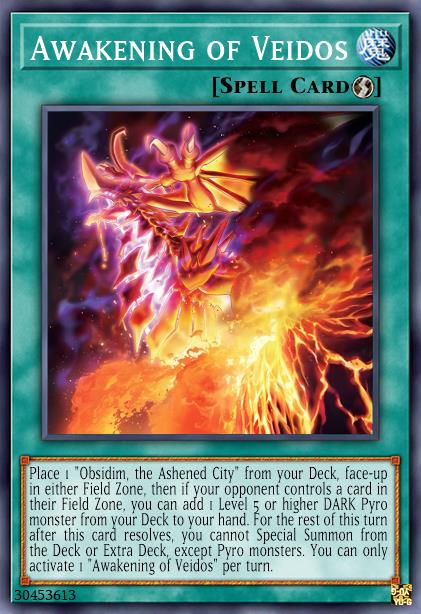 AWAKENING OF VEIDOS
魔
[SPELL CARD]
Place 1 "Obsidim, the Ashened City" from your Deck, face-up
in either Field Zone, then if your opponent controls a card in
their Field Zone, you can add 1 Level 5 or higher DARK Pyro
monster from your Deck to your hand. For the rest of this turn
after this card resolves, you cannot Special Summon from
the Deck or Extra Deck, except Pyro monsters. You can only
activate 1 "Awakening of Veidos" per turn.
30453613